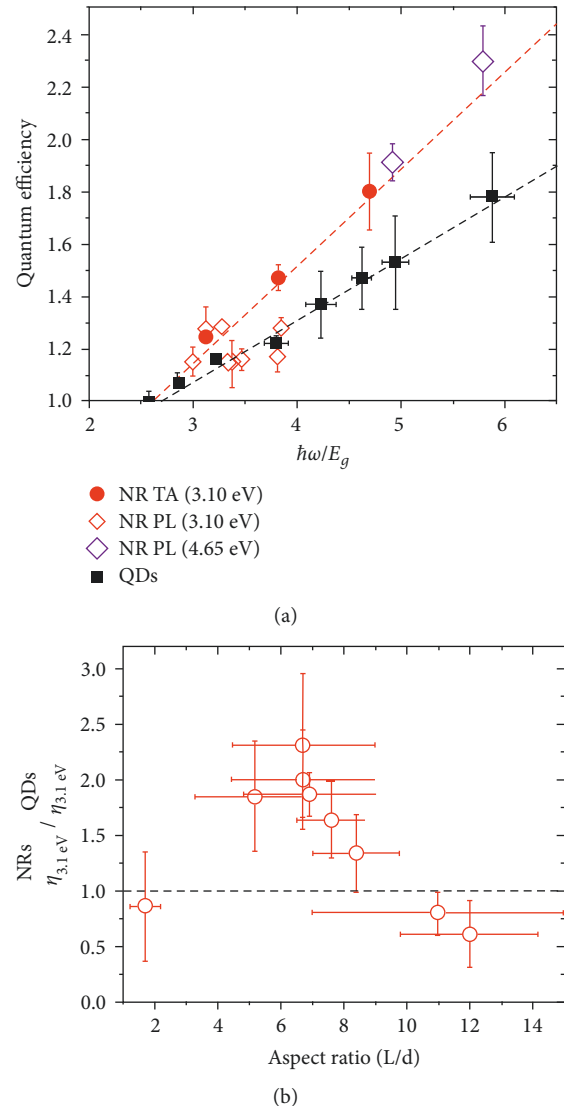 2.4
2.2
2.0
1.8
1.6
1.4
1.2
1.0
Quantum efficiency
2 3 4 5 6
ħω/E_g
NR TA (3.10 eV)
NR PL (3.10 eV)
NR PL (4.65 eV)
QDs
(a)
3.0
2.5
2.0
1.5
1.0
0.5
0.0
NRs QDs
η3.1 eV / η3.1 eV
2 4 6 8 10 12 14
Aspect ratio (L/d)
(b)